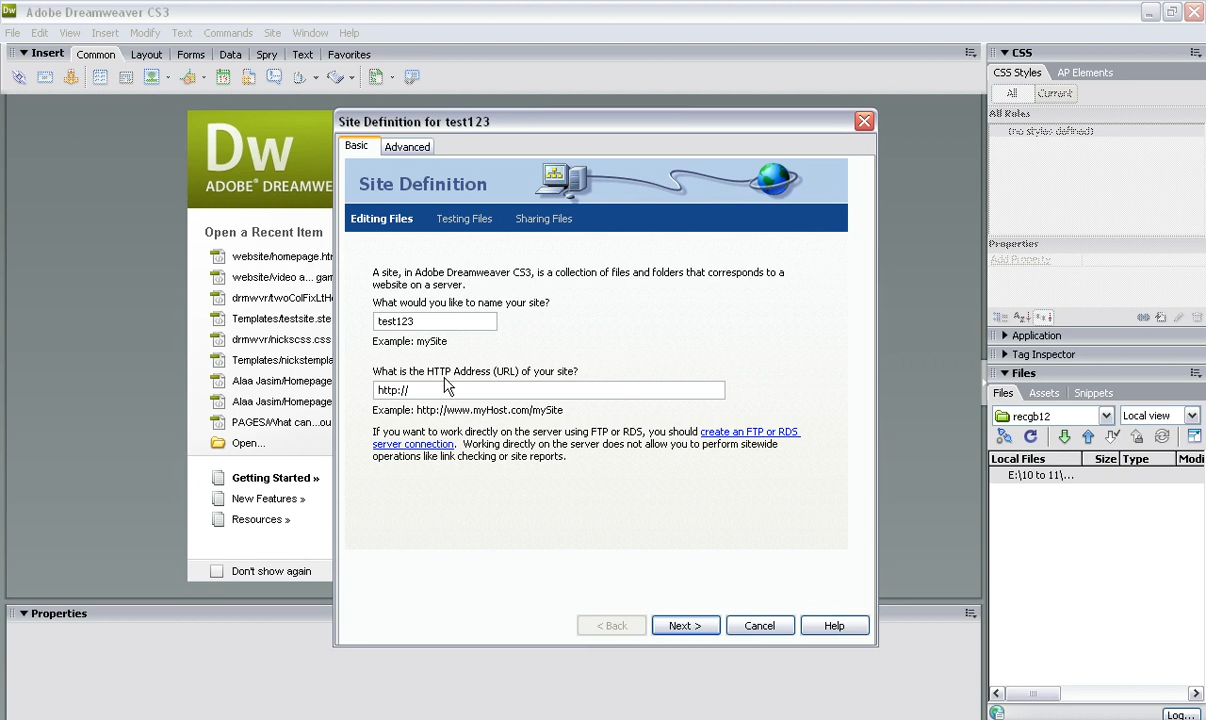 Dw Adobe Dreamweaver CS3
File Edit View Insert Modify Text Commands Site Window Help
Insert Common Layout Forms Data Spry Text Favorites
Dw
ADOBE® DREAMWE
Open a Recent Item
website/homepage.htm
website/video a... gam
drmwvr/twoColFixLtH
Templates/testsite.ste
drmwvr/nickscss.css
Templates/nickstempla
Alaa Jasim/Homepage
Alaa Jasim/Homepage
PAGES/What can...ou
Open...
Getting Started »
New Features »
Resources »
Don't show again
Properties
Site Definition for test123
Basic Advanced
Site Definition
Editing Files Testing Files Sharing Files
A site, in Adobe Dreamweaver CS3, is a collection of files and folders that corresponds to a
website on a server.
What would you like to name your site?
test123
Example: mySite
What is the HTTP Address (URL) of your site?
http://
Example: http://www.myHost.com/mySite
If you want to work directly on the server using FTP or RDS, you should create an FTP or RDS
server connection. Working directly on the server does not allow you to perform sitewide
operations like link checking or site reports.
< Back Next > Cancel Help
CSS
CSS Styles AP Elements
All Current
All Rules
(no styles defined)
Properties
Add Property
Application
Tag Inspector
Files
Files Assets Snippets
recgb12 Local view
Local Files Size Type Modi
E:\10 to 11\...
Log...